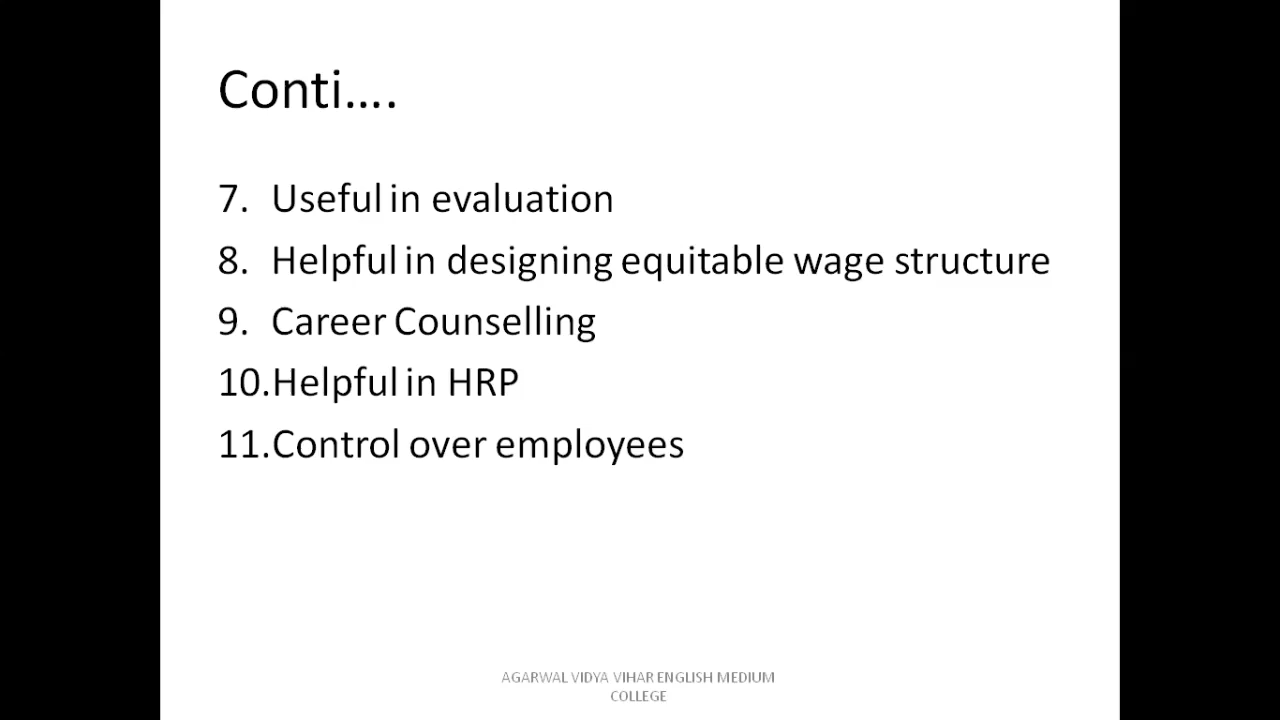 Conti....
7. Useful in evaluation
8. Helpful in designing equitable wage structure
9. Career Counselling
10.Helpful in HRP
11.Control over employees
AGARWAL VIDYA VIHAR ENGLISH MEDIUM
COLLEGE